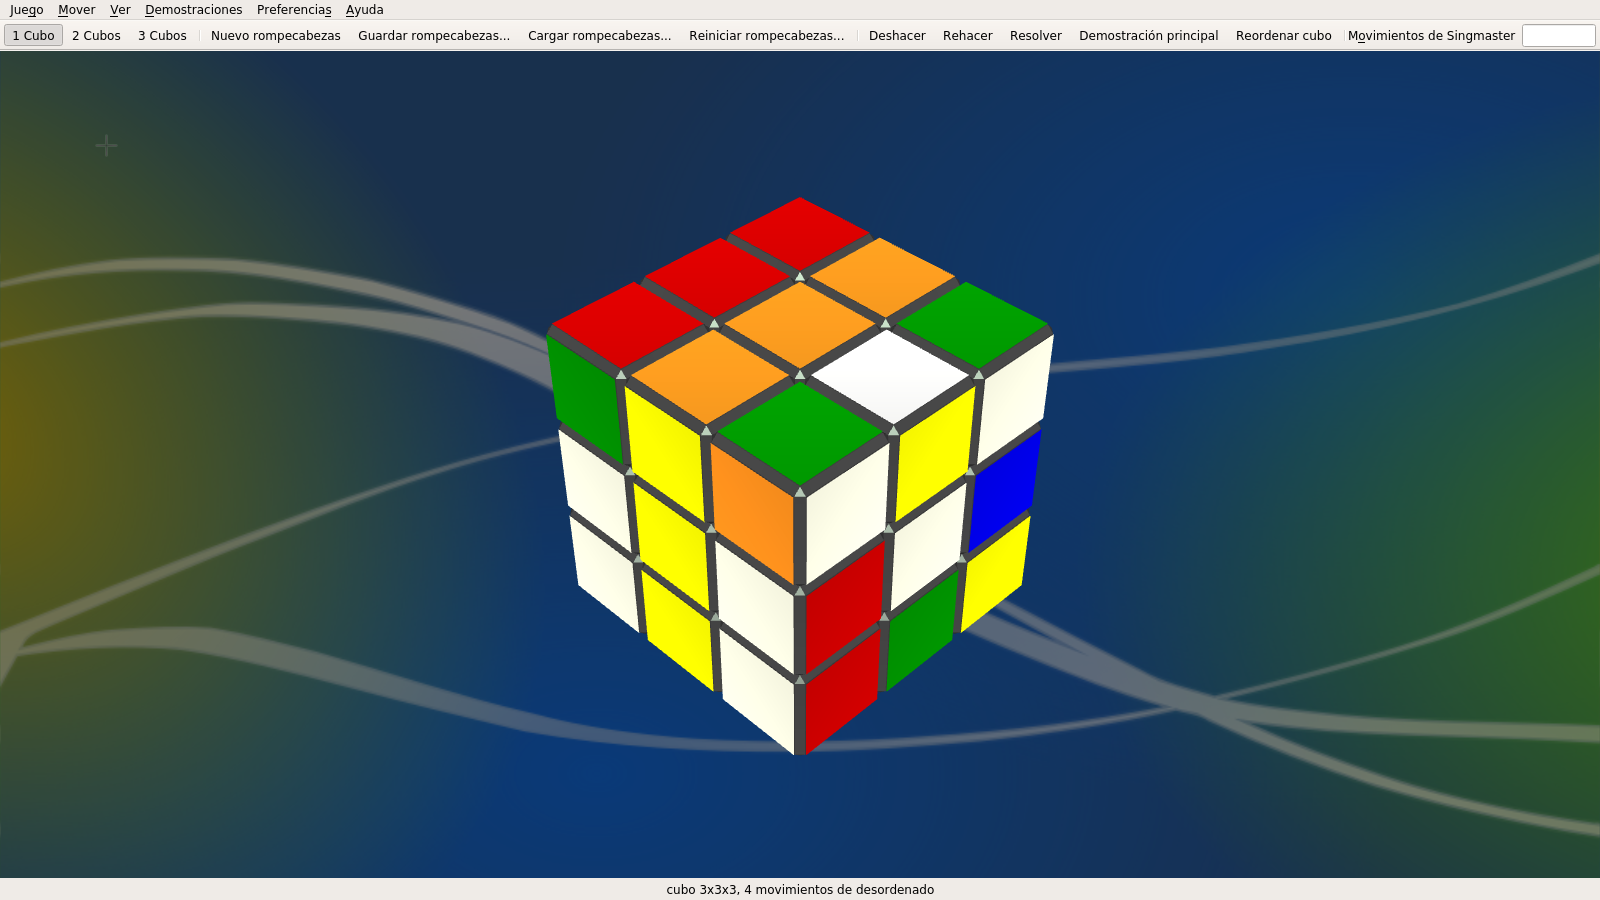 Juego Mover Ver Demostraciones Preferencias Ayuda
1 Cubo 2 Cubos 3 Cubos Nuevo rompecabezas Guardar rompecabezas... Cargar rompecabezas... Reiniciar rompecabezas... Deshacer Rehacer Resolver Demostración principal Reordenar cubo Movimientos de Singmaster
cubo 3x3x3, 4 movimientos de desordenado